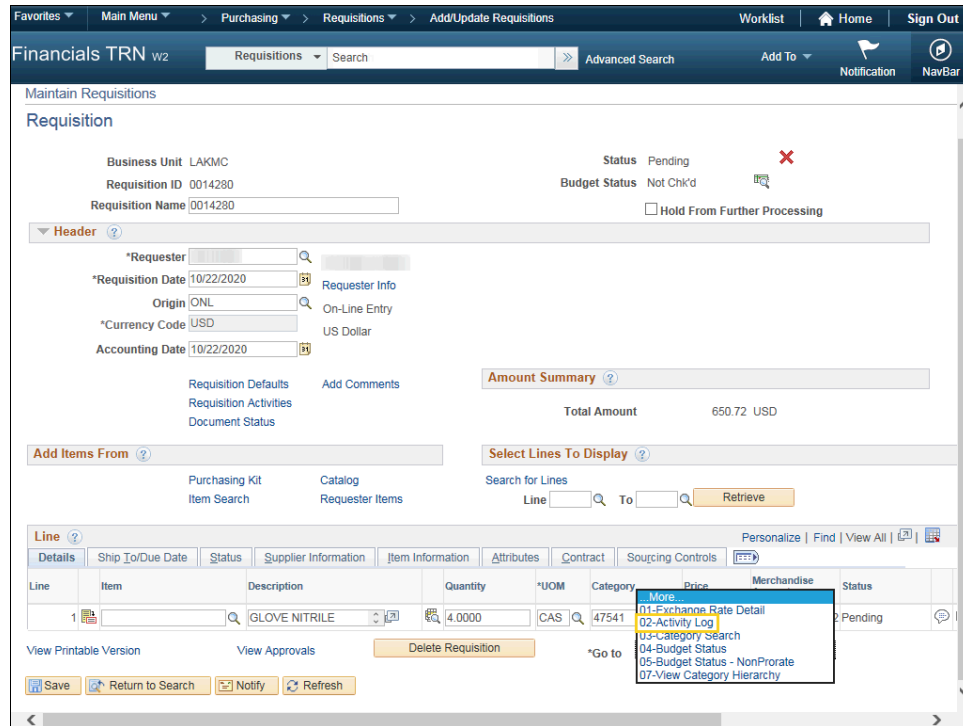 Favorites Main Menu > Purchasing > Requisitions > Add/Update Requisitions Worklist Home Sign Out
Financials TRN W2 Requisitions Search » Advanced Search Add To Notification NavBar
Maintain Requisitions
Requisition
Business Unit LAKMC Status Pending
Requisition ID 0014280 Budget Status Not Chk'd
Requisition Name 0014280 Hold From Further Processing
Header ?
*Requester
*Requisition Date 10/22/2020 31 Requester Info
Origin ONL On-Line Entry
*Currency Code USD US Dollar
Accounting Date 10/22/2020 31
Requisition Defaults Add Comments Amount Summary ?
Requisition Activities Total Amount 650.72 USD
Document Status
Add Items From ? Select Lines To Display ?
Purchasing Kit Catalog Search for Lines
Item Search Requester Items Line To Retrieve
Line ? Personalize | Find | View All |
Details Ship To/Due Date Status Supplier Information Item Information Attributes Contract Sourcing Controls
Line Item Description Quantity *UOM Category Price Merchandise Status
1 GLOVE NITRILE 4.0000 CAS 47541 2 Pending
...More...
01-Exchange Rate Detail
02-Activity Log
03-Category Search
04-Budget Status
05-Budget Status - NonProrate
07-View Category Hierarchy
View Printable Version View Approvals Delete Requisition *Go to
Save Return to Search Notify Refresh